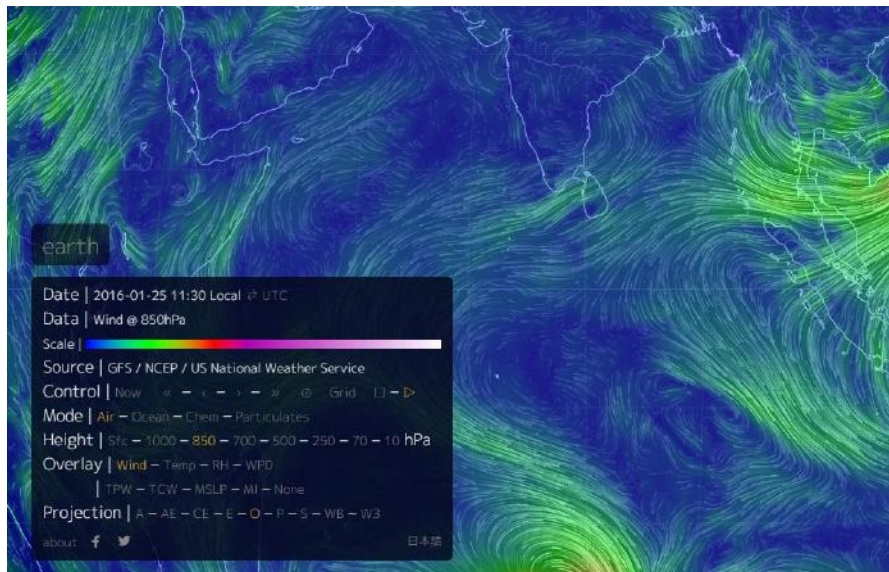 earth
Date | 2016-01-25 11:30 Local ⇄ UTC
Data | Wind @ 850hPa
Scale |
Source | GFS / NCEP / US National Weather Service
Control | Now « – ‹ – › – » ⊕ Grid [ ] – ▷
Mode | Air – Ocean – Chem – Particulates
Height | Sfc – 1000 – 850 – 700 – 500 – 250 – 70 – 10 hPa
Overlay | Wind – Temp – RH – WPD
| TPW – TCW – MSLP – MI – None
Projection | A – AE – CE – E – O – P – S – WB – W3
about 日本語